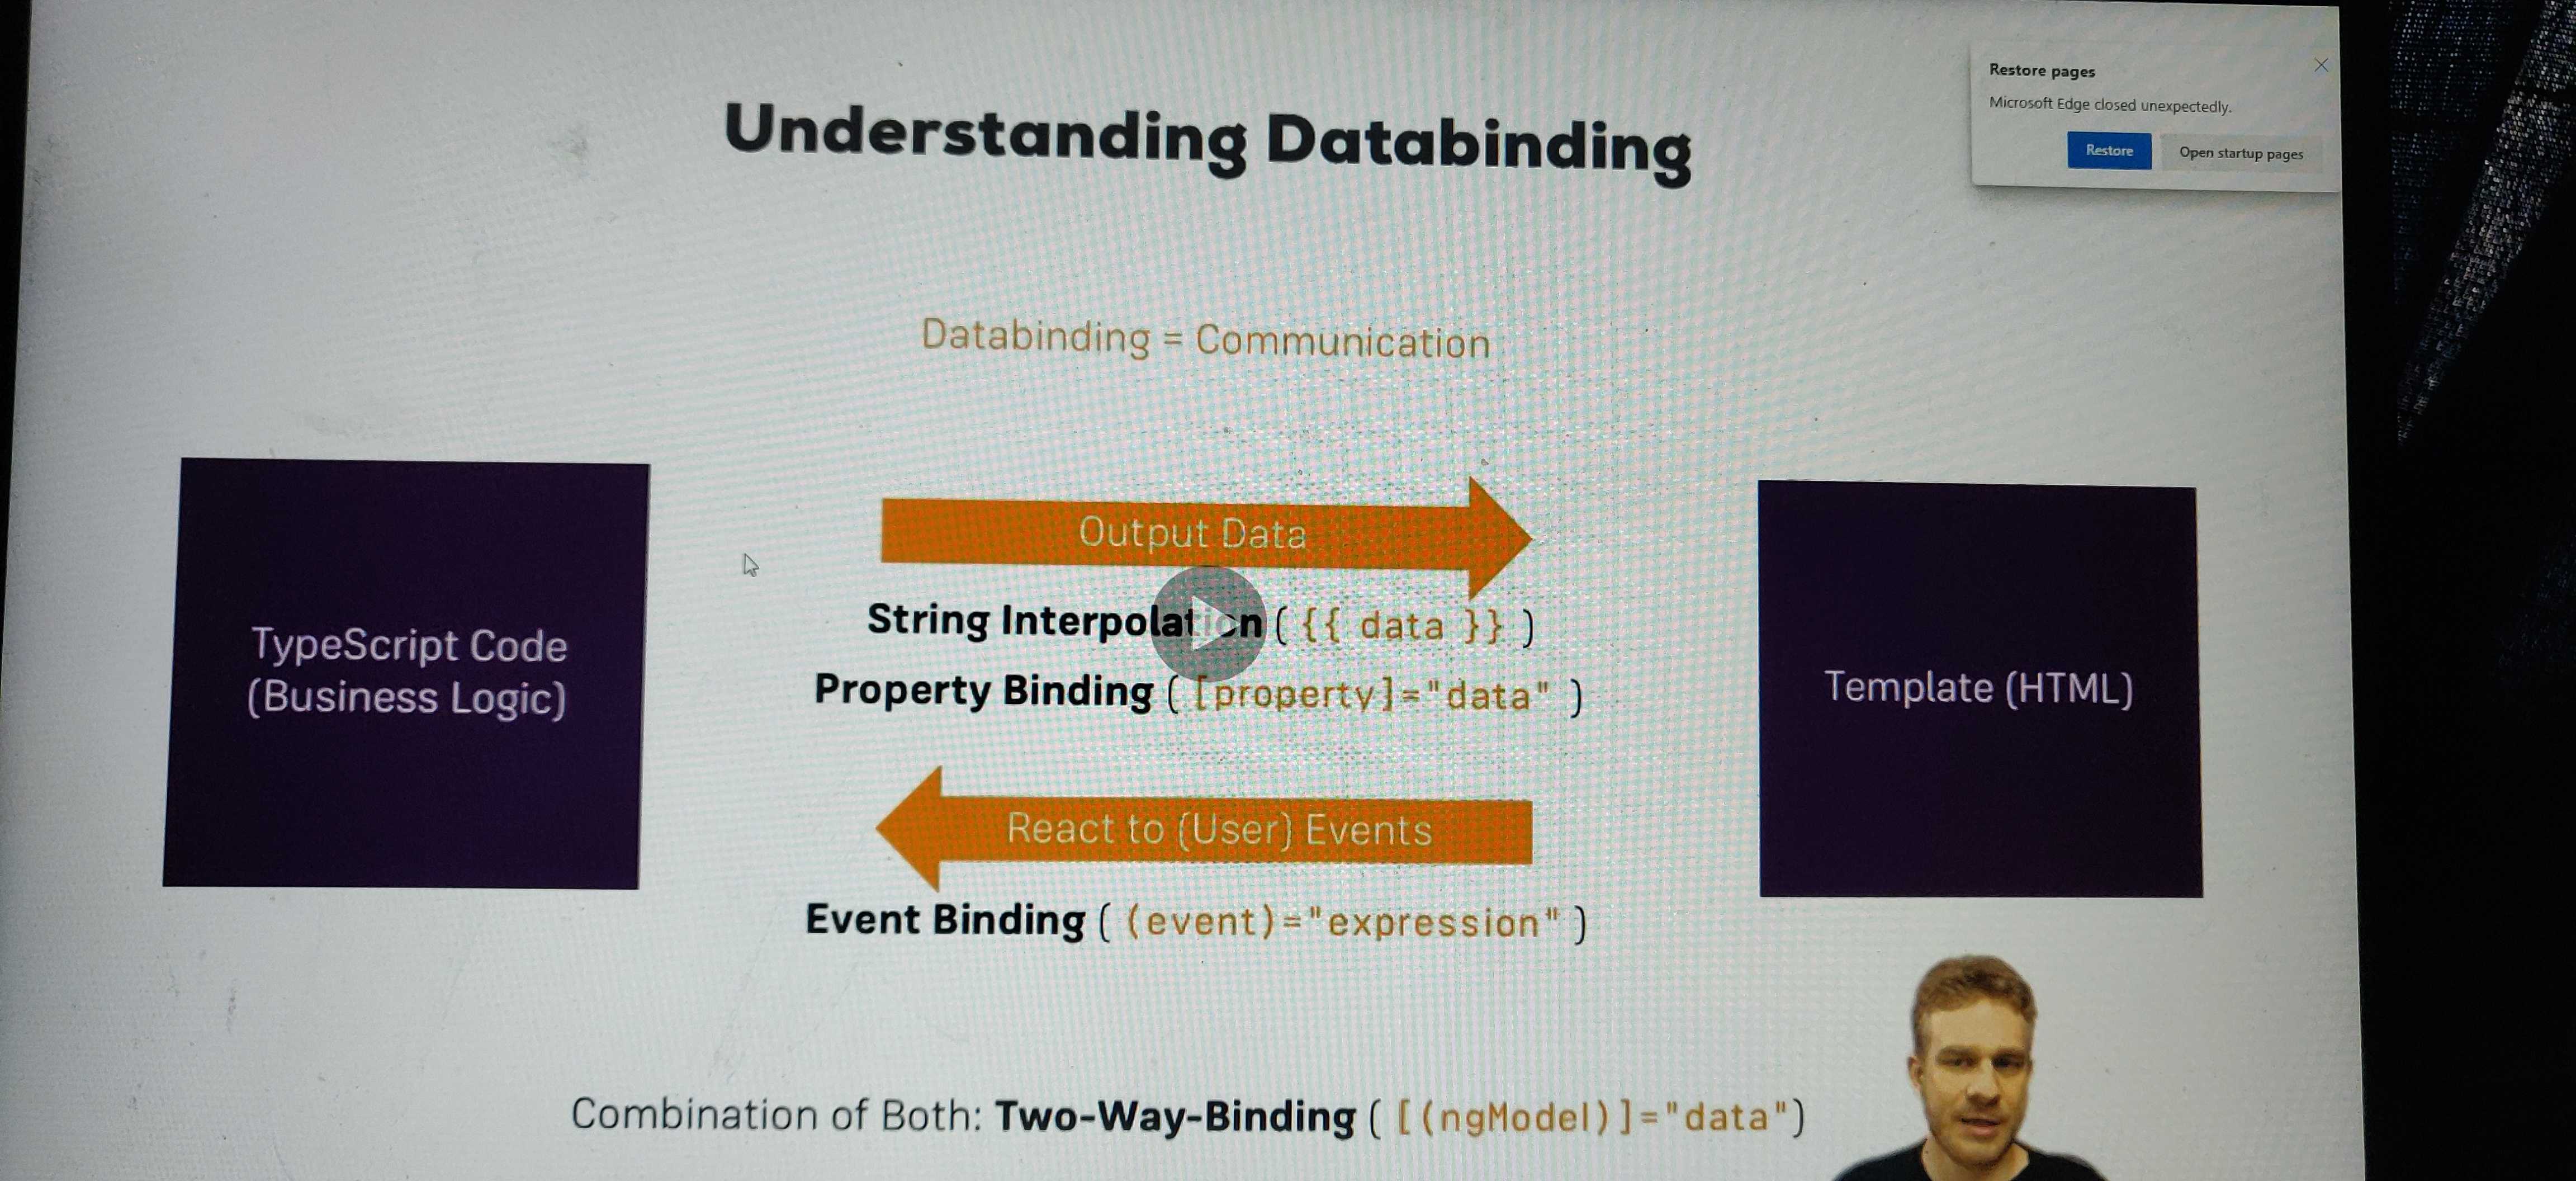 Understanding Databinding
Restore pages
Microsoft Edge closed unexpectedly.
Restore
Open startup pages
Databinding = Communication
Output Data
String Interpolation ( {{ data }} )
Property Binding ( [property]="data" )
TypeScript Code
(Business Logic)
Template (HTML)
React to (User) Events
Event Binding ( (event)="expression" )
Combination of Both: Two-Way-Binding ( [(ngModel)]="data")